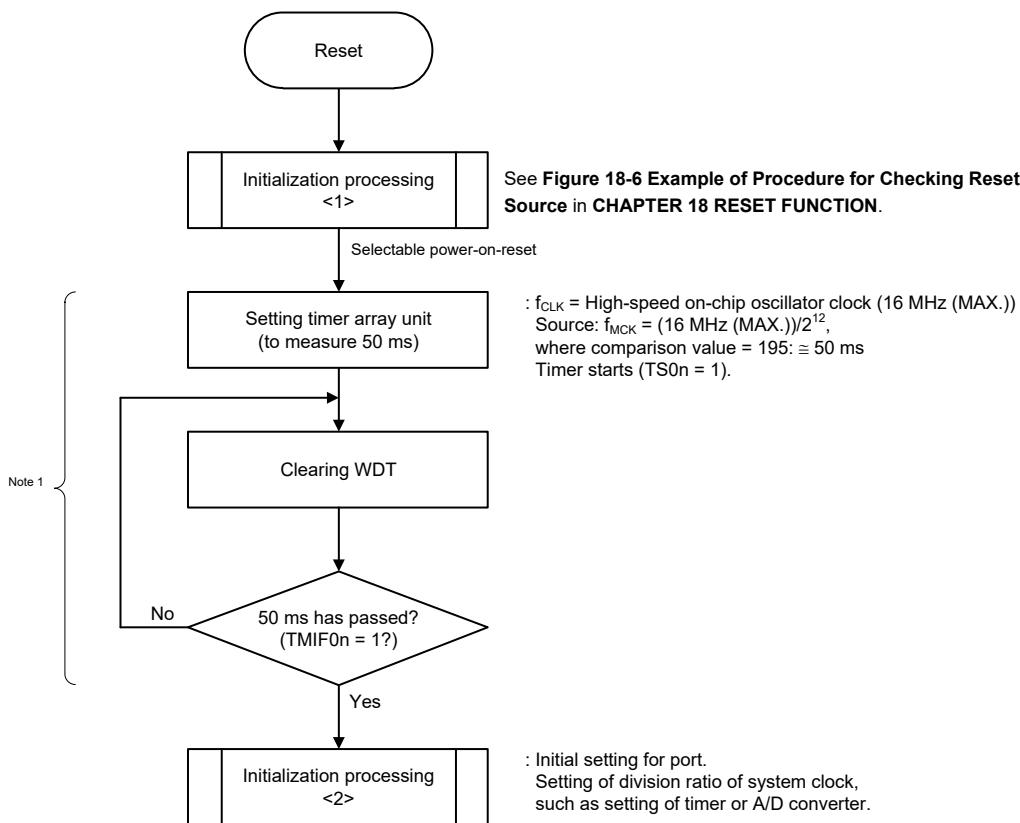 Reset
Initialization processing
<1>
See Figure 18-6 Example of Procedure for Checking Reset
Source in CHAPTER 18 RESET FUNCTION.
Selectable power-on-reset
Setting timer array unit
(to measure 50 ms)
: fCLK = High-speed on-chip oscillator clock (16 MHz (MAX.))
Source: fMCK = (16 MHz (MAX.))/2¹²,
where comparison value = 195: ≅ 50 ms
Timer starts (TS0n = 1).
Clearing WDT
Note 1
No
50 ms has passed?
(TMIF0n = 1?)
Yes
Initialization processing
<2>
: Initial setting for port.
Setting of division ratio of system clock,
such as setting of timer or A/D converter.